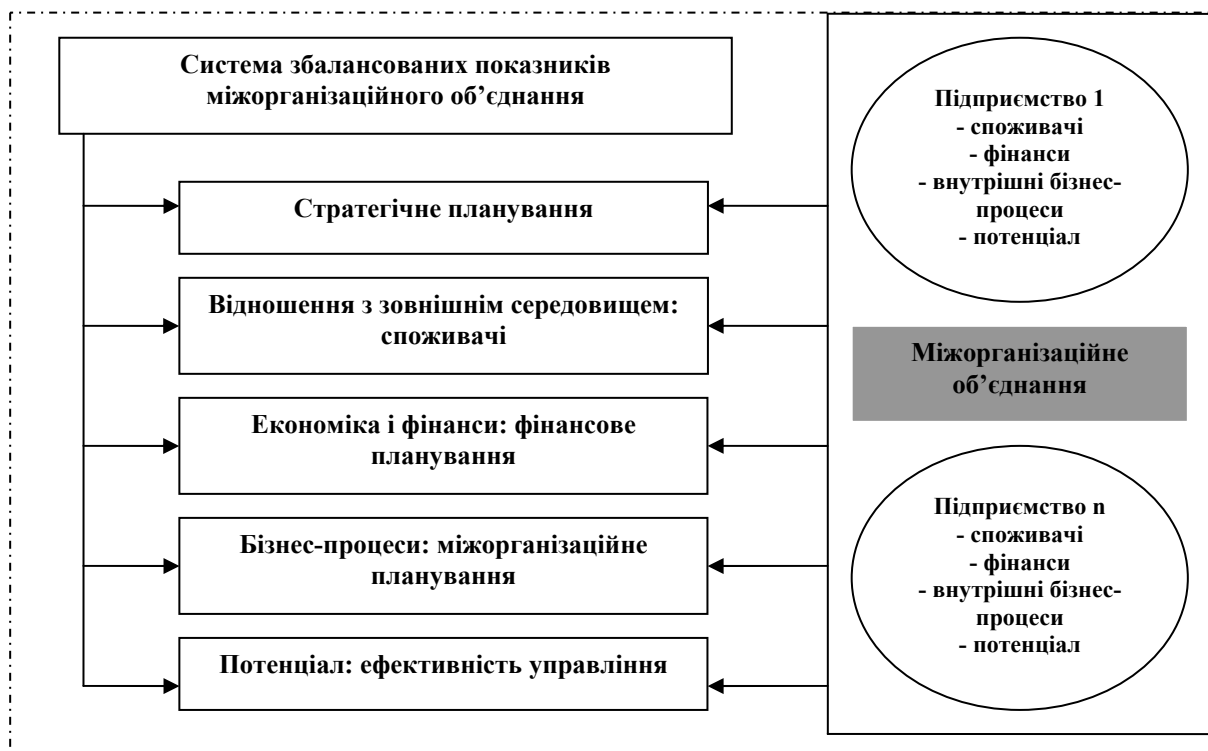 Система збалансованих показників
міжорганізаційного об’єднання
Стратегічне планування
Відношення з зовнішнім середовищем:
споживачі
Економіка і фінанси: фінансове
планування
Бізнес-процеси: міжорганізаційне
планування
Потенціал: ефективність управління
Підприємство 1
- споживачі
- фінанси
- внутрішні бізнес-
процеси
- потенціал
Міжорганізаційне
об’єднання
Підприємство n
- споживачі
- фінанси
- внутрішні бізнес-
процеси
- потенціал